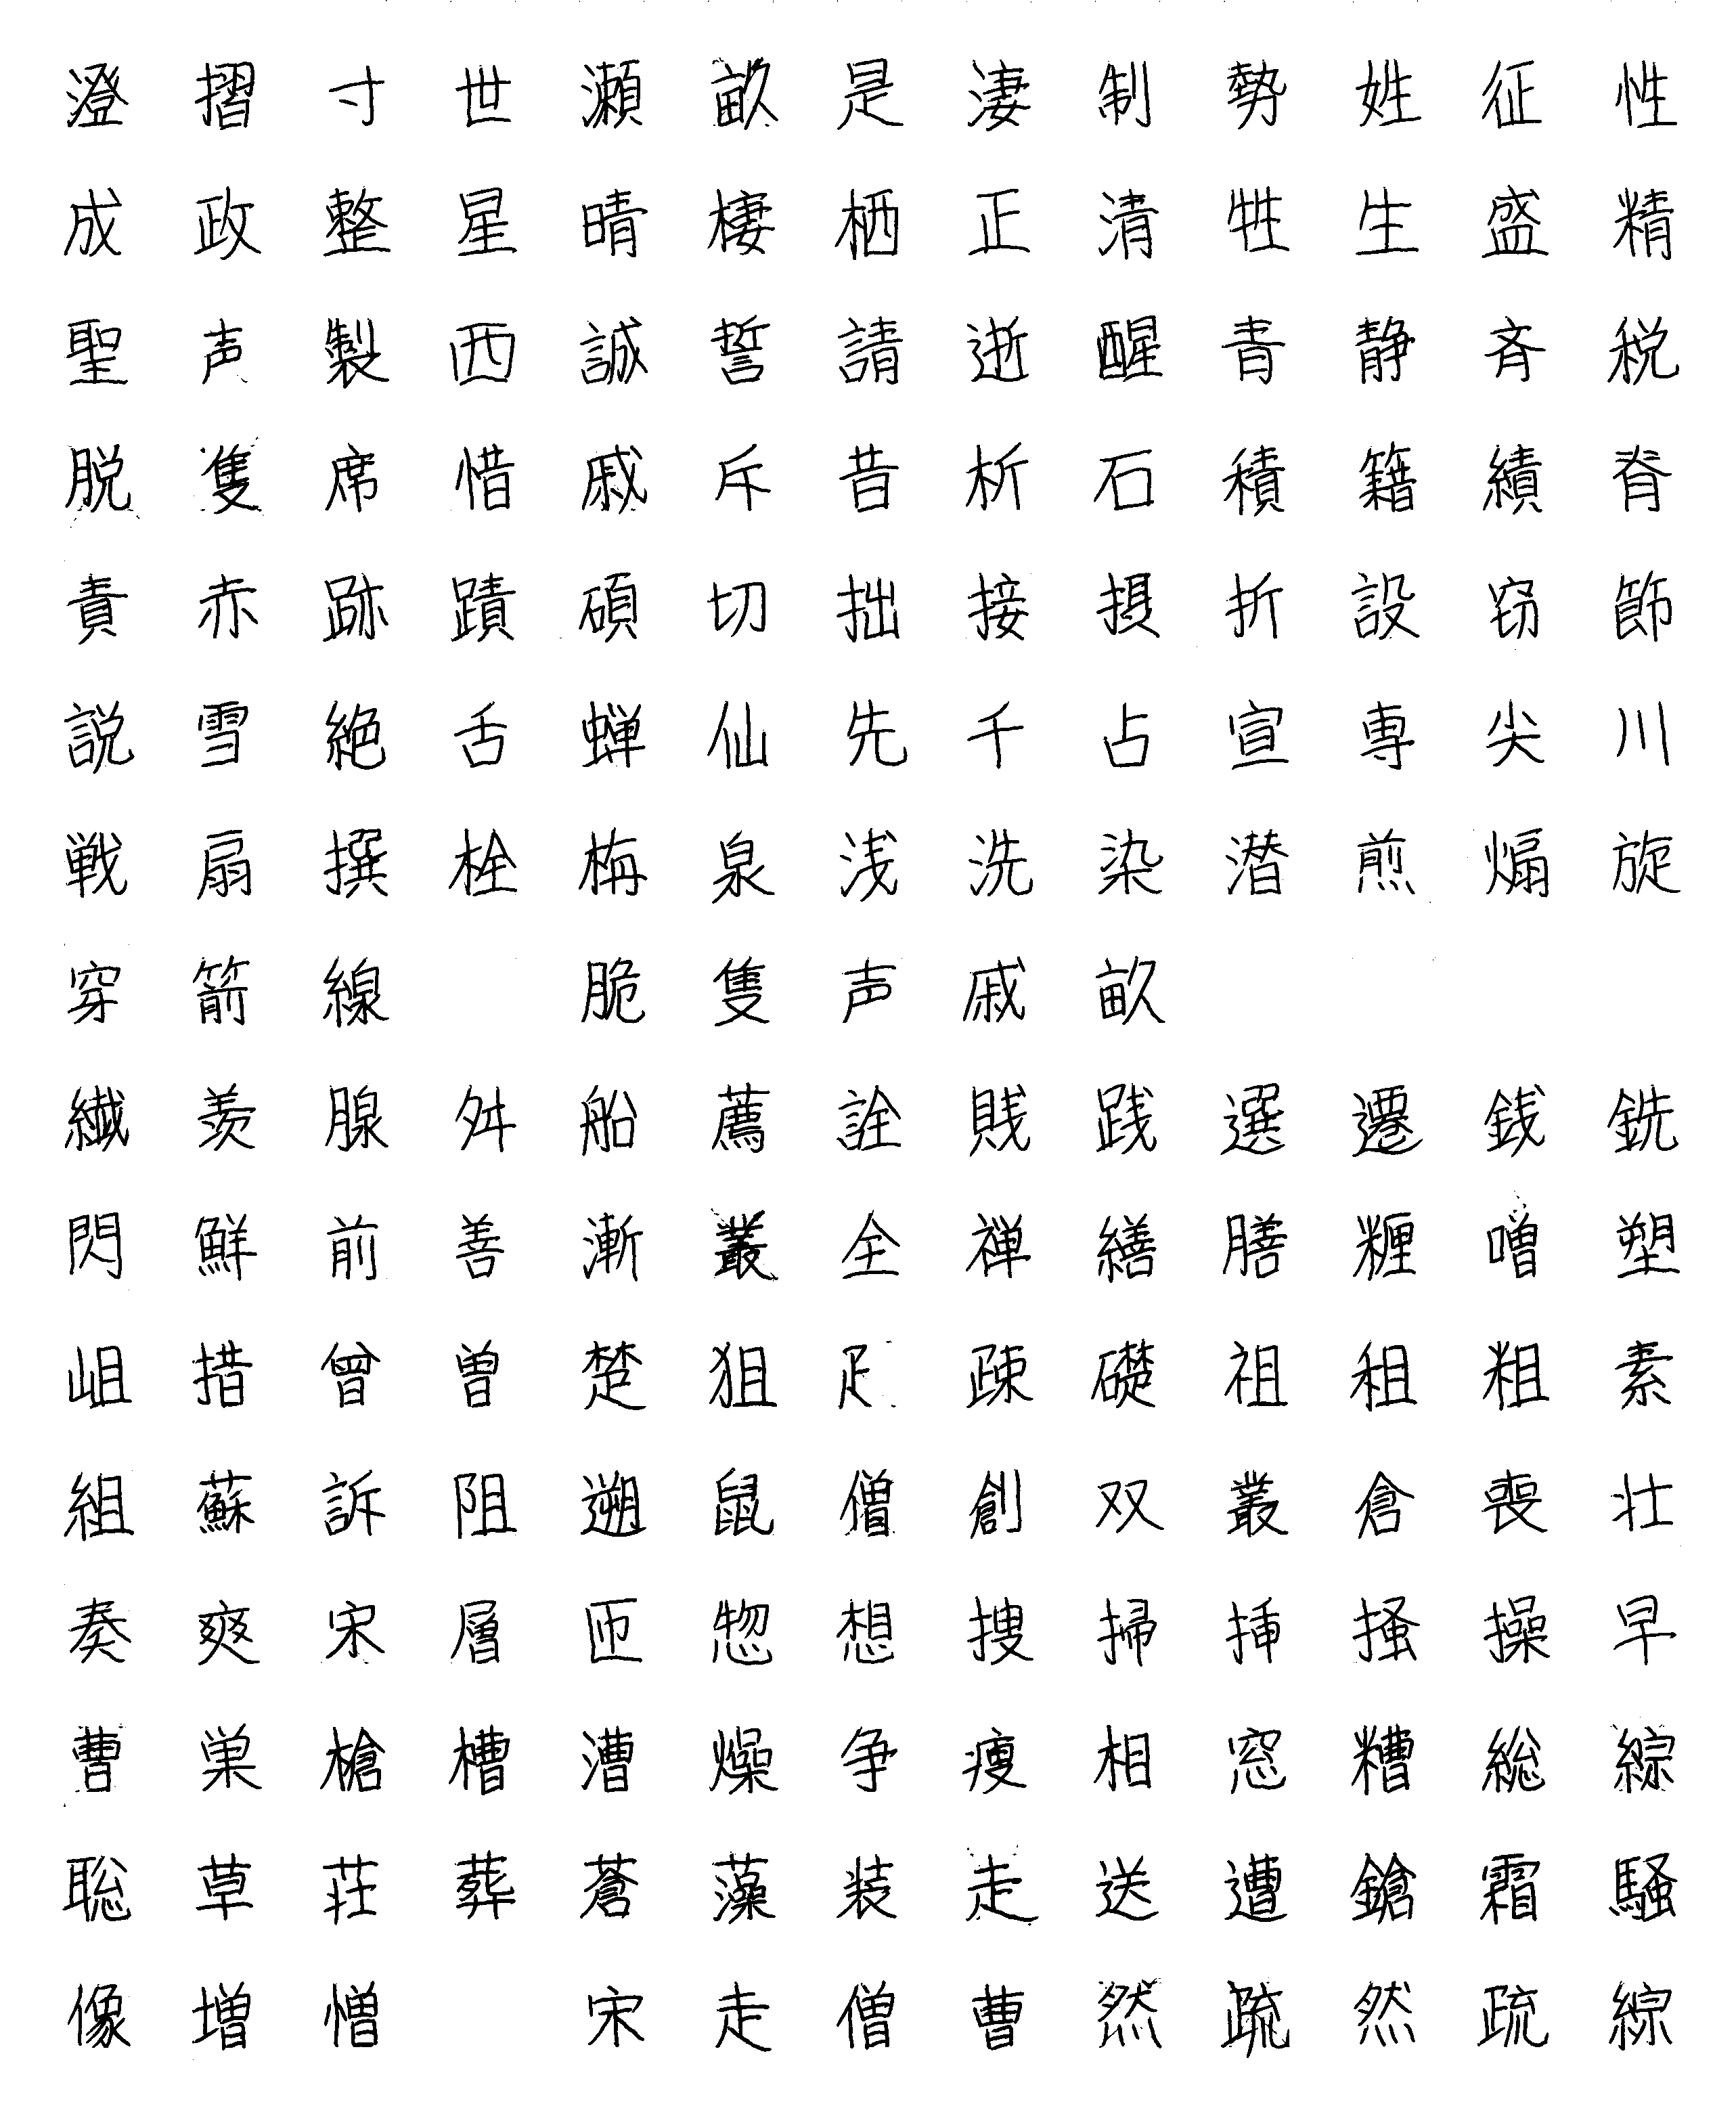 澄 摺 寸 世 瀬 畝 是 凄 制 勢 姓 征 性
成 政 整 星 晴 棲 栖 正 清 牲 生 盛 精
聖 声 製 西 誠 誓 請 逝 醒 青 静 斉 税
脱 隻 席 惜 戚 斥 昔 析 石 積 籍 績 脊
責 赤 跡 蹟 碩 切 拙 接 摂 折 設 窃 節
説 雪 絶 舌 蝉 仙 先 千 占 宣 専 尖 川
戦 扇 撰 栓 栴 泉 浅 洗 染 潜 煎 煽 旋
穿 箭 線 脆 隻 声 戚 畝
繊 羨 腺 舛 船 薦 詮 賎 践 選 遷 銭 銑
閃 鮮 前 善 漸 叢 全 禅 繕 膳 糎 噌 塑
岨 措 曾 曽 楚 狙 疋 疎 礎 祖 租 粗 素
組 蘇 訴 阻 遡 鼠 僧 創 双 叢 倉 喪 壮
奏 爽 宋 層 匝 惣 想 捜 掃 挿 掻 操 早
曹 巣 槍 槽 漕 燥 争 痩 相 窓 糟 総 綜
聡 草 荘 葬 蒼 藻 装 走 送 遭 鎗 霜 騒
像 増 憎 宋 走 僧 曹 然 疏 然 疏 綜